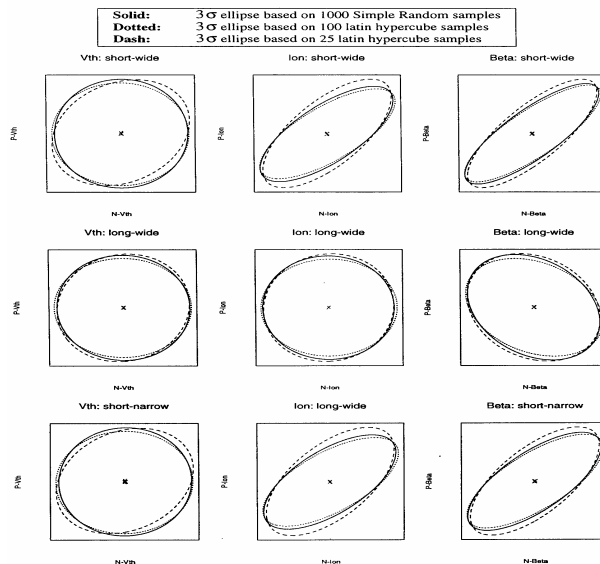 Solid: 3σ ellipse based on 1000 Simple Random samples
Dotted: 3σ ellipse based on 100 latin hypercube samples
Dash: 3σ ellipse based on 25 latin hypercube samples
Vth: short-wide
Ion: short-wide
Beta: short-wide
P-Vth
P-Ion
P-Beta
N-Vth
N-Ion
N-Beta
Vth: long-wide
Ion: long-wide
Beta: long-wide
P-Vth
P-Ion
P-Beta
N-Vth
N-Ion
N-Beta
Vth: short-narrow
Ion: long-wide
Beta: short-narrow
P-Vth
P-Ion
P-Beta
N-Vth
N-Ion
N-Beta